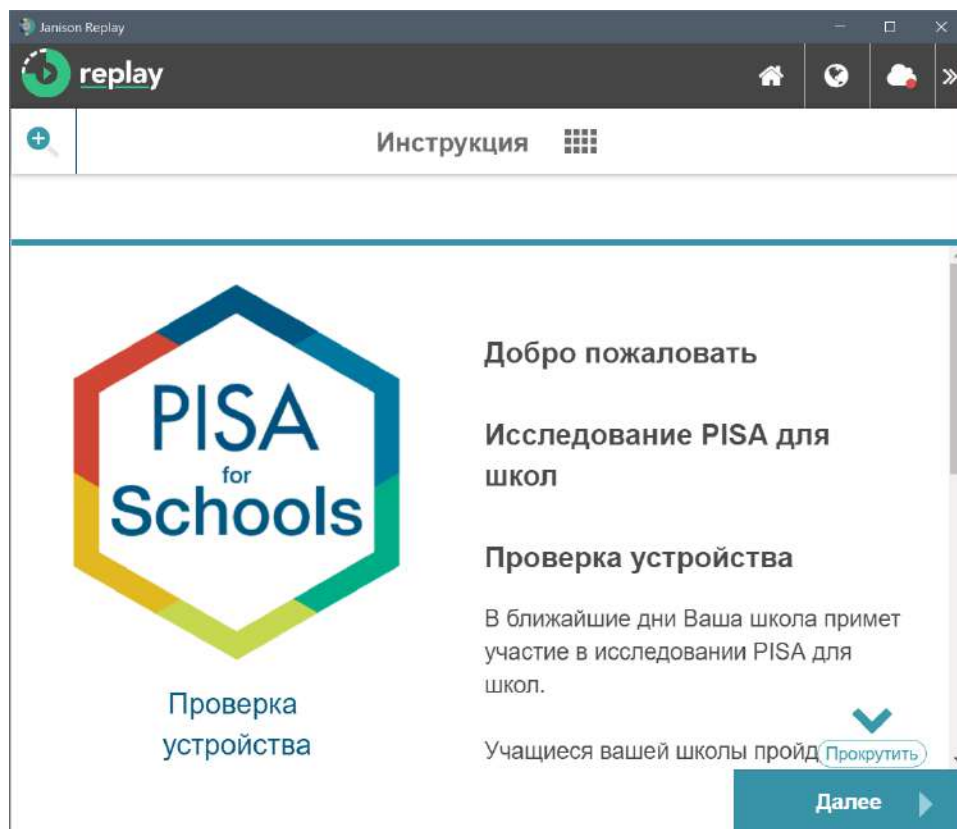 Janison Replay
replay
Инструкция
PISA
for
Schools
Проверка
устройства
Добро пожаловать
Исследование PISA для
школ
Проверка устройства
В ближайшие дни Ваша школа примет
участие в исследовании PISA для
школ.
Учащиеся вашей школы пройд
Прокрутить
Далее